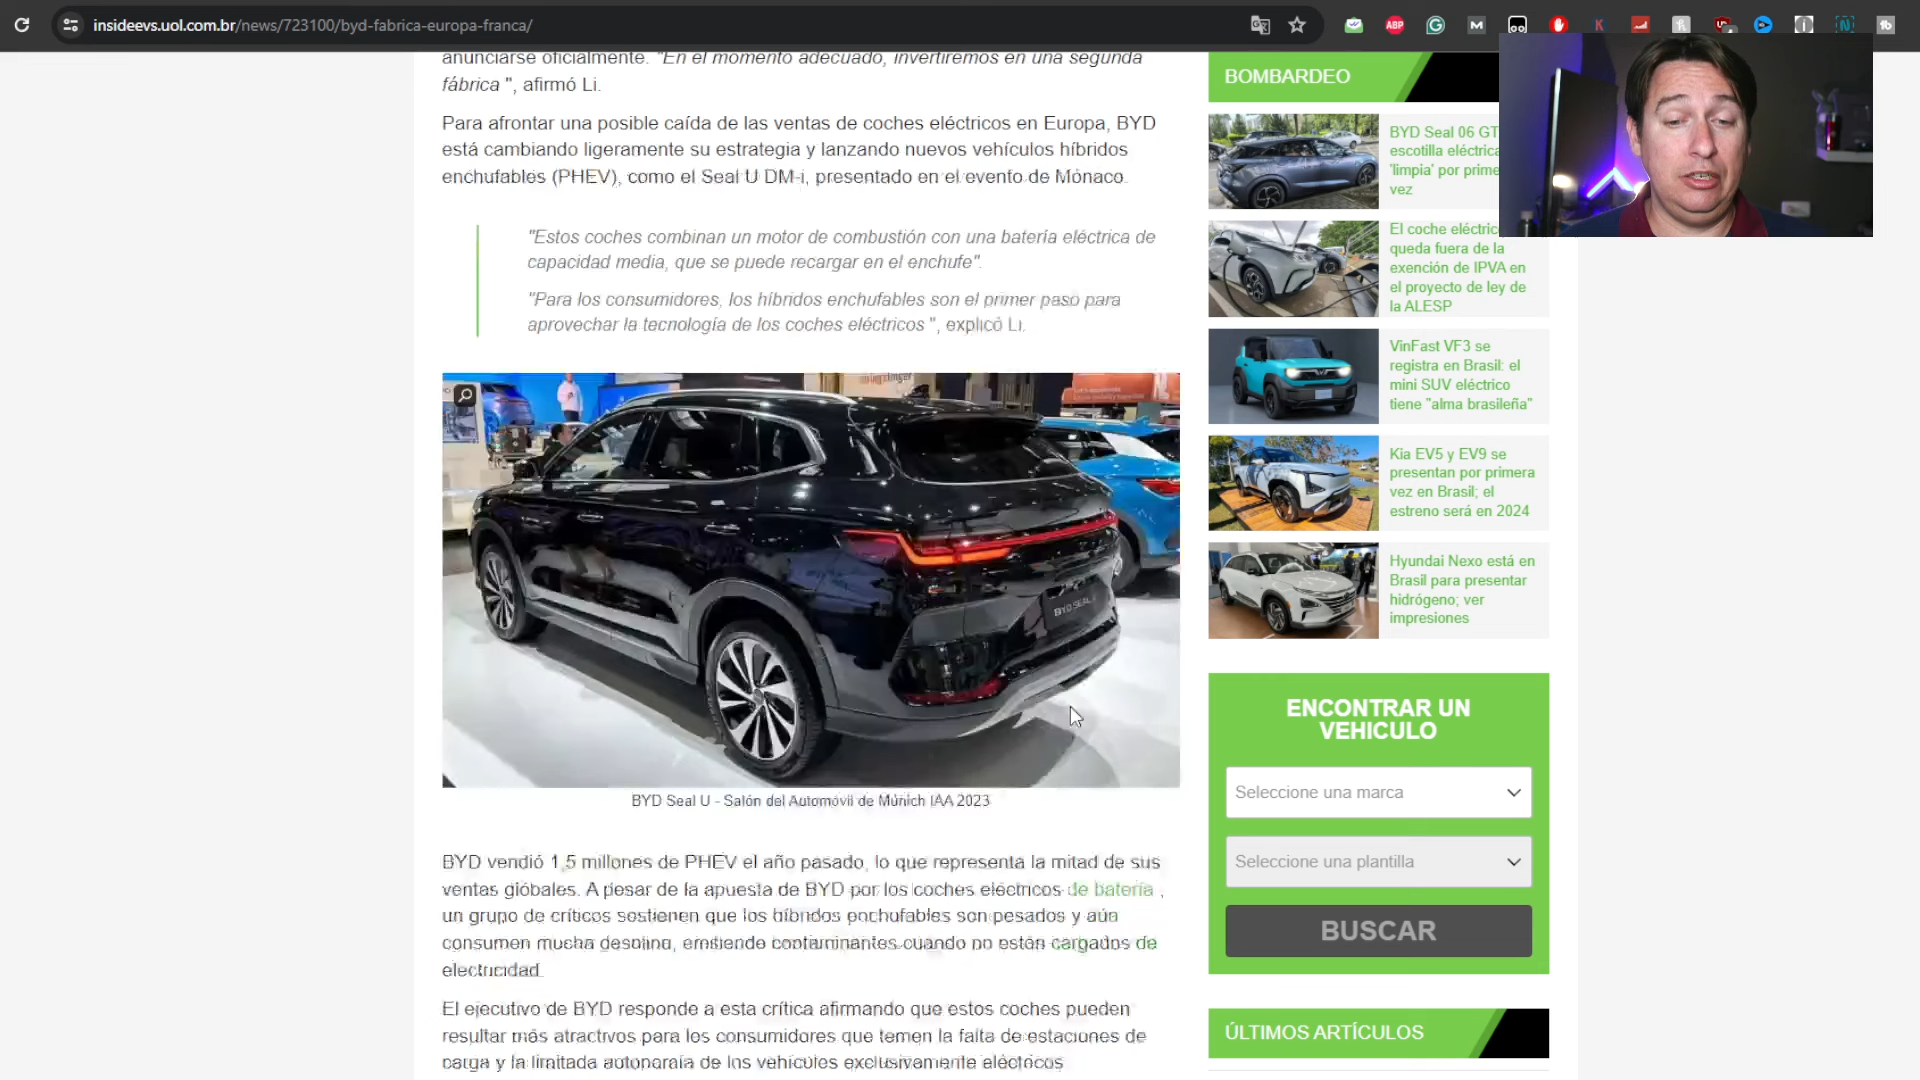 insideevs.uol.com.br/news/723100/byd-fabrica-europa-franca/
ABP
anunciarse oficialmente. "En el momento adecuado, invertiremos en una segunda
fábrica ", afirmó Li.
Para afrontar una posible caída de las ventas de coches eléctricos en Europa, BYD
está cambiando ligeramente su estrategia y lanzando nuevos vehículos híbridos
enchufables (PHEV), como el Seal U DM-i, presentado en el evento de Mónaco.
"Estos coches combinan un motor de combustión con una batería eléctrica de
capacidad media, que se puede recargar en el enchufe".
"Para los consumidores, los híbridos enchufables son el primer paso para
aprovechar la tecnología de los coches eléctricos ", explicó Li.
BYD SEAL U
BYD Seal U - Salón del Automóvil de Múnich IAA 2023
BYD vendió 1,5 millones de PHEV el año pasado, lo que representa la mitad de sus
ventas globales. A pesar de la apuesta de BYD por los coches eléctricos de batería ,
un grupo de críticos sostienen que los híbridos enchufables son pesados y aún
consumen mucha gasolina, emitiendo contaminantes cuando no están cargados de
electricidad.
El ejecutivo de BYD responde a esta crítica afirmando que estos coches pueden
resultar más atractivos para los consumidores que temen la falta de estaciones de
carga y la limitada autonomía de los vehículos exclusivamente eléctricos
BOMBARDEO
BYD Seal 06 GT
escotilla eléctrica
'limpia' por prime
vez
El coche eléctric
queda fuera de la
exención de IPVA en
el proyecto de ley de
la ALESP
VinFast VF3 se
registra en Brasil: el
mini SUV eléctrico
tiene "alma brasileña"
Kia EV5 y EV9 se
presentan por primera
vez en Brasil; el
estreno será en 2024
Hyundai Nexo está en
Brasil para presentar
hidrógeno; ver
impresiones
ENCONTRAR UN
VEHICULO
Seleccione una marca
Seleccione una plantilla
BUSCAR
ÚLTIMOS ARTÍCULOS